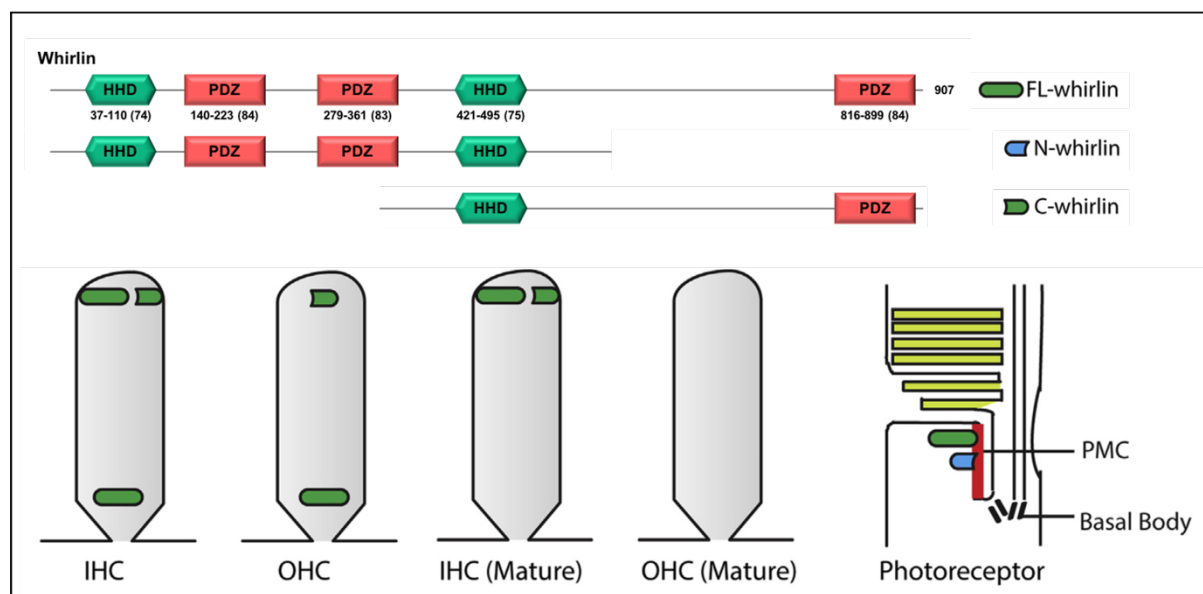 Whirlin
HHD PDZ PDZ HHD PDZ 907 FL-whirlin
37-110 (74) 140-223 (84) 279-361 (83) 421-495 (75) 816-899 (84)
HHD PDZ PDZ HHD N-whirlin
HHD PDZ C-whirlin
PMC
Basal Body
IHC OHC IHC (Mature) OHC (Mature) Photoreceptor